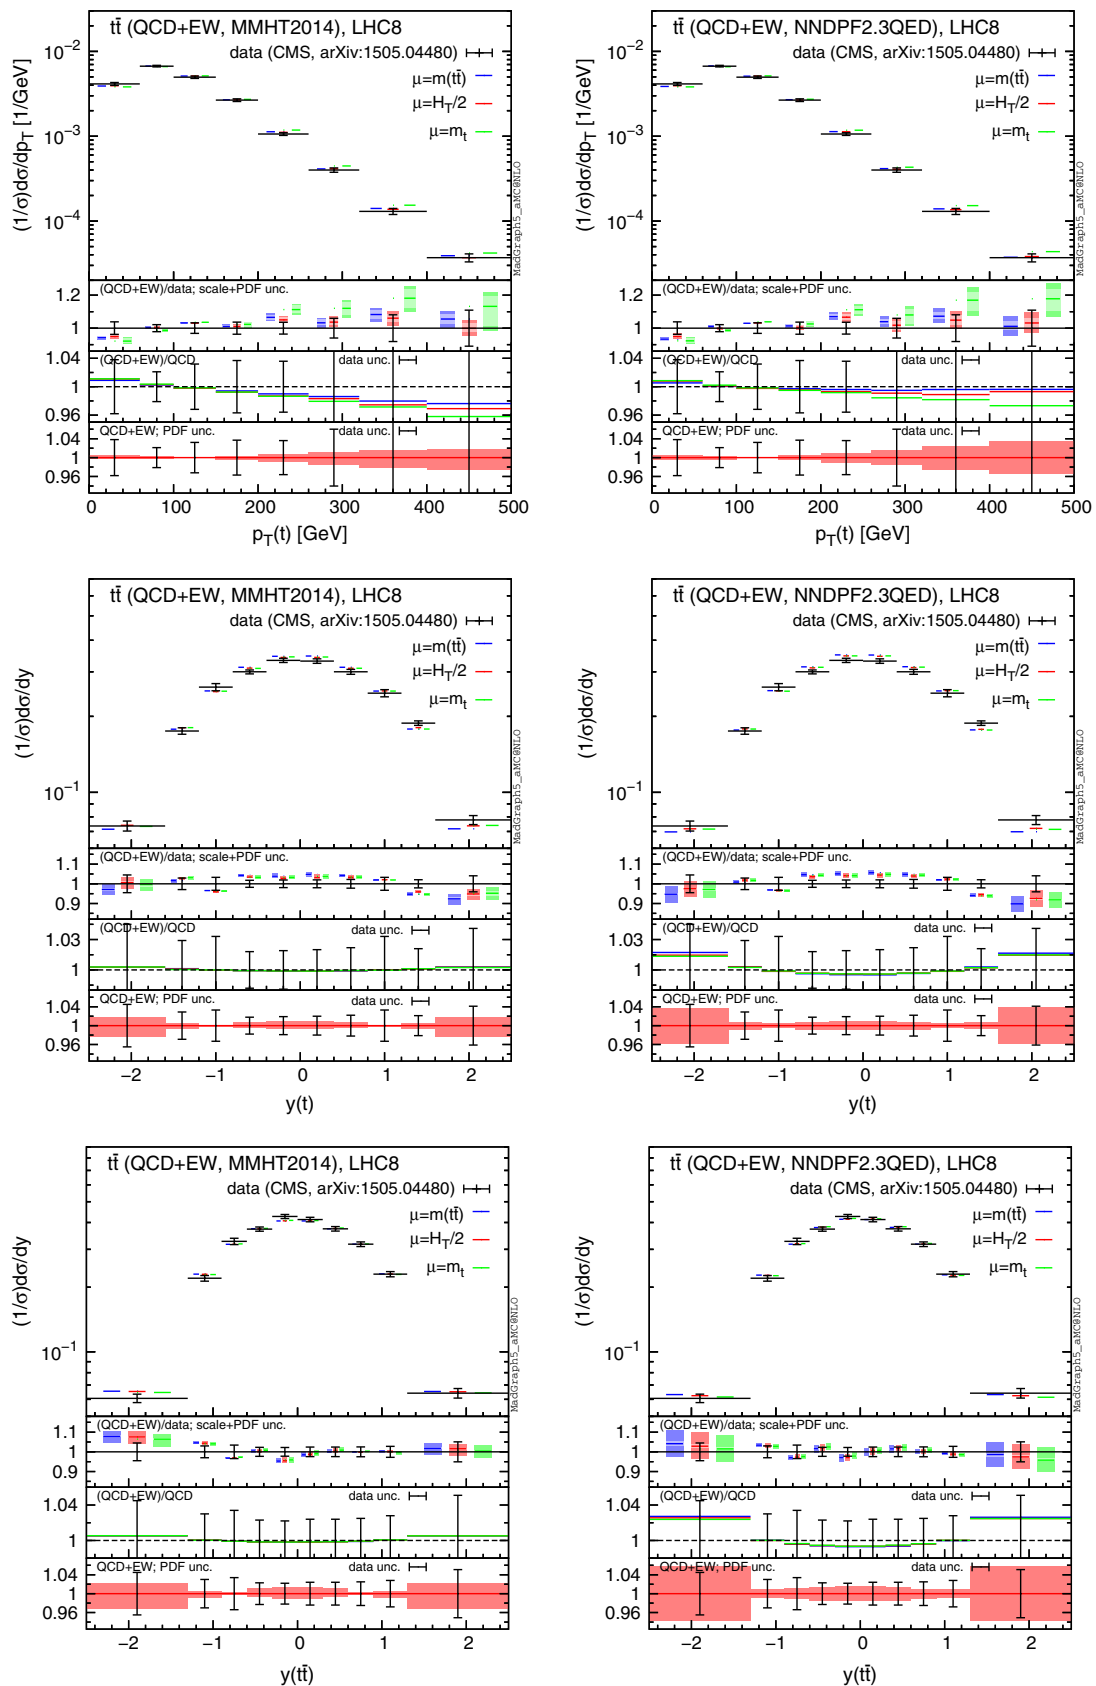 tt̄ (QCD+EW, MMHT2014), LHC8
data (CMS, arXiv:1505.04480)
μ=m(tt̄)
μ=H_T/2
μ=m_t
(1/σ)dσ/dp_T [1/GeV]
10⁻²
10⁻³
10⁻⁴
MadGraph5_aMC@NLO
(QCD+EW)/data; scale+PDF unc.
1.2
1
(QCD+EW)/QCD
data unc.
1.04
1
0.96
QCD+EW; PDF unc.
data unc.
1.04
1
0.96
0 100 200 300 400 500
p_T(t) [GeV]
tt̄ (QCD+EW, NNDPF2.3QED), LHC8
data (CMS, arXiv:1505.04480)
μ=m(tt̄)
μ=H_T/2
μ=m_t
(1/σ)dσ/dp_T [1/GeV]
10⁻²
10⁻³
10⁻⁴
MadGraph5_aMC@NLO
(QCD+EW)/data; scale+PDF unc.
1.2
1
(QCD+EW)/QCD
data unc.
1.04
1
0.96
QCD+EW; PDF unc.
data unc.
1.04
1
0.96
0 100 200 300 400 500
p_T(t) [GeV]
tt̄ (QCD+EW, MMHT2014), LHC8
data (CMS, arXiv:1505.04480)
μ=m(tt̄)
μ=H_T/2
μ=m_t
(1/σ)dσ/dy
10⁻¹
MadGraph5_aMC@NLO
(QCD+EW)/data; scale+PDF unc.
1.1
1
0.9
(QCD+EW)/QCD
data unc.
1.03
1
QCD+EW; PDF unc.
data unc.
1.04
1
0.96
−2 −1 0 1 2
y(t)
tt̄ (QCD+EW, NNDPF2.3QED), LHC8
data (CMS, arXiv:1505.04480)
μ=m(tt̄)
μ=H_T/2
μ=m_t
(1/σ)dσ/dy
10⁻¹
MadGraph5_aMC@NLO
(QCD+EW)/data; scale+PDF unc.
1.1
1
0.9
(QCD+EW)/QCD
data unc.
1.03
1
QCD+EW; PDF unc.
data unc.
1.04
1
0.96
−2 −1 0 1 2
y(t)
tt̄ (QCD+EW, MMHT2014), LHC8
data (CMS, arXiv:1505.04480)
μ=m(tt̄)
μ=H_T/2
μ=m_t
(1/σ)dσ/dy
10⁻¹
MadGraph5_aMC@NLO
(QCD+EW)/data; scale+PDF unc.
1.1
1
0.9
(QCD+EW)/QCD
data unc.
1.04
1
QCD+EW; PDF unc.
data unc.
1.04
1
0.96
−2 −1 0 1 2
y(tt̄)
tt̄ (QCD+EW, NNDPF2.3QED), LHC8
data (CMS, arXiv:1505.04480)
μ=m(tt̄)
μ=H_T/2
μ=m_t
(1/σ)dσ/dy
10⁻¹
MadGraph5_aMC@NLO
(QCD+EW)/data; scale+PDF unc.
1.1
1
0.9
(QCD+EW)/QCD
data unc.
1.04
1
QCD+EW; PDF unc.
data unc.
1.04
1
0.96
−2 −1 0 1 2
y(tt̄)